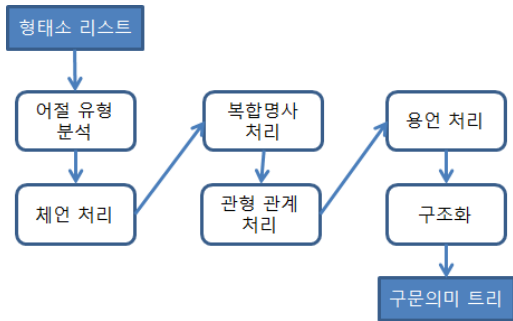 형태소 리스트
어절 유형
분석
체언 처리
복합명사
처리
관형 관계
처리
용언 처리
구조화
구문의미 트리